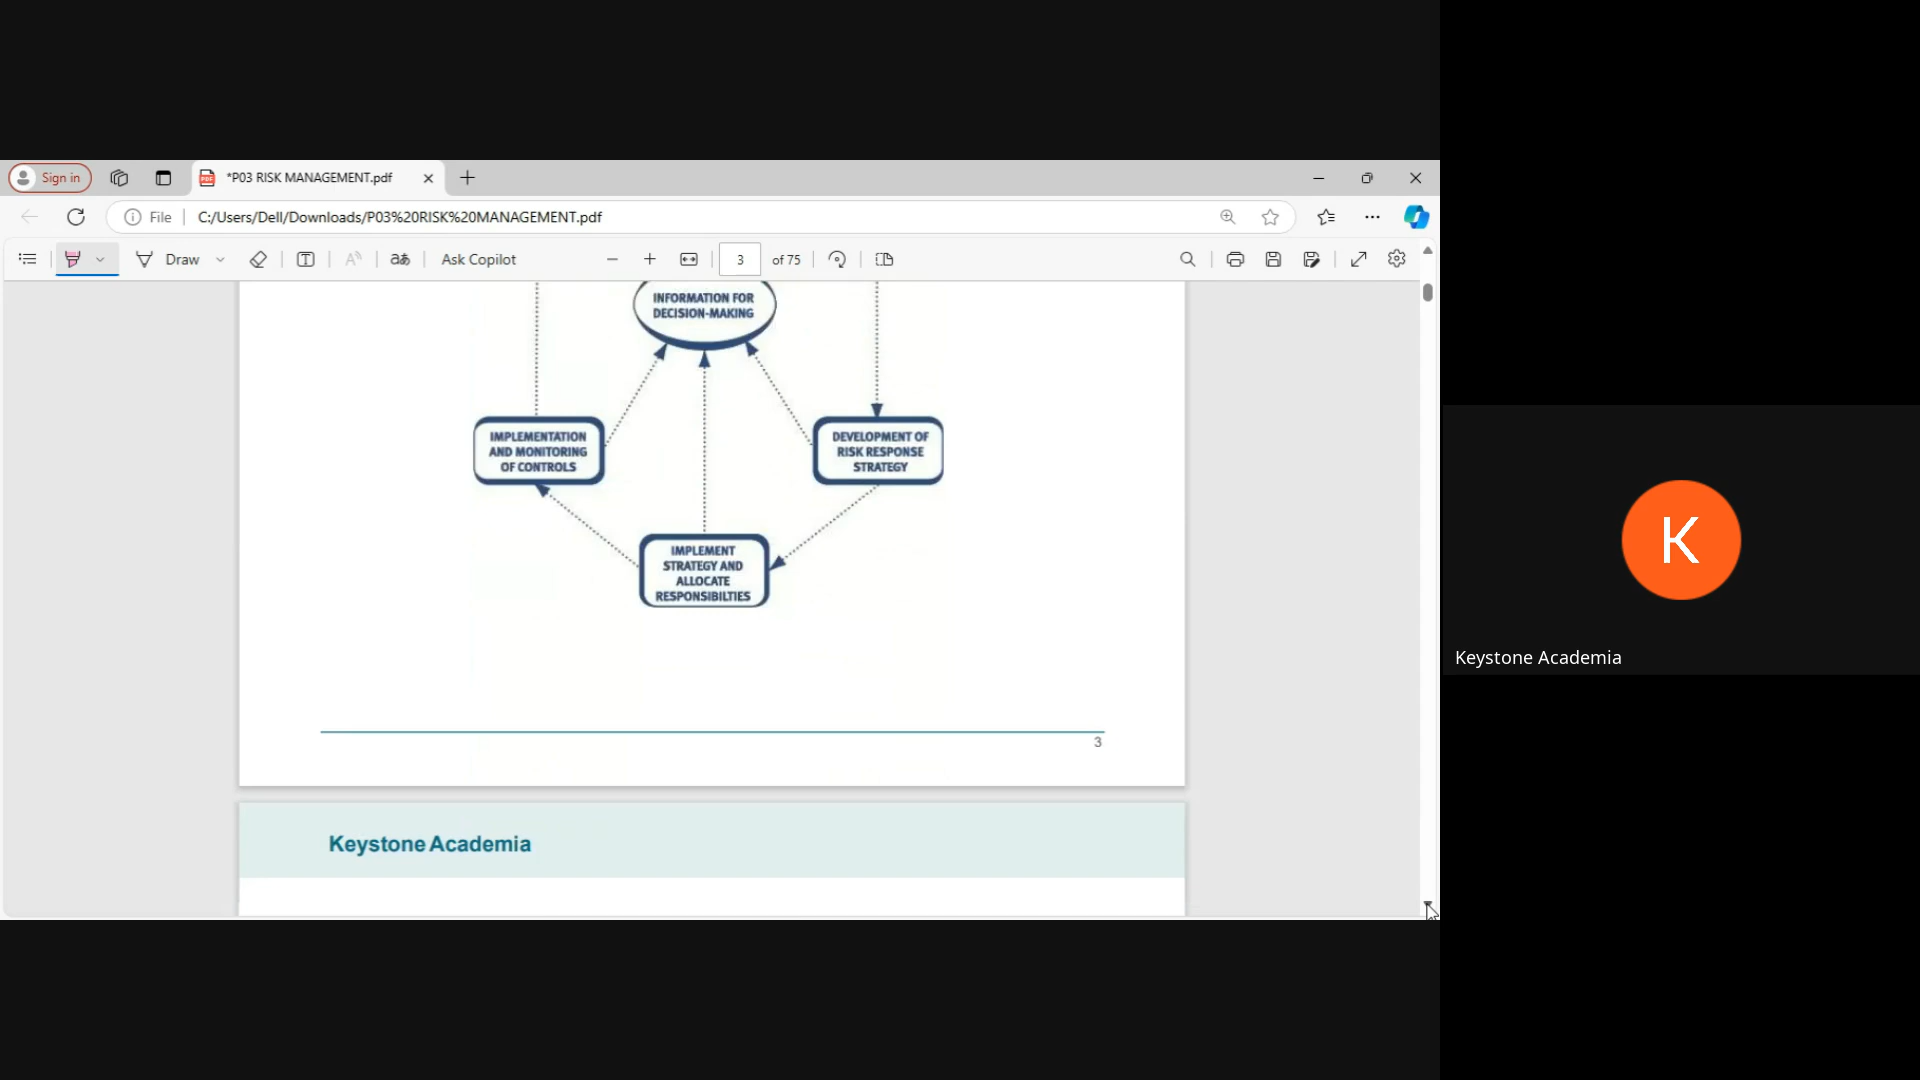 Sign in
*P03 RISK MANAGEMENT.pdf
File
C:/Users/Dell/Downloads/P03%20RISK%20MANAGEMENT.pdf
Draw
aあ
Ask Copilot
3 of 75
INFORMATION FOR
DECISION-MAKING
IMPLEMENTATION
AND MONITORING
OF CONTROLS
DEVELOPMENT OF
RISK RESPONSE
STRATEGY
IMPLEMENT
STRATEGY AND
ALLOCATE
RESPONSIBILTIES
3
Keystone Academia
K
Keystone Academia